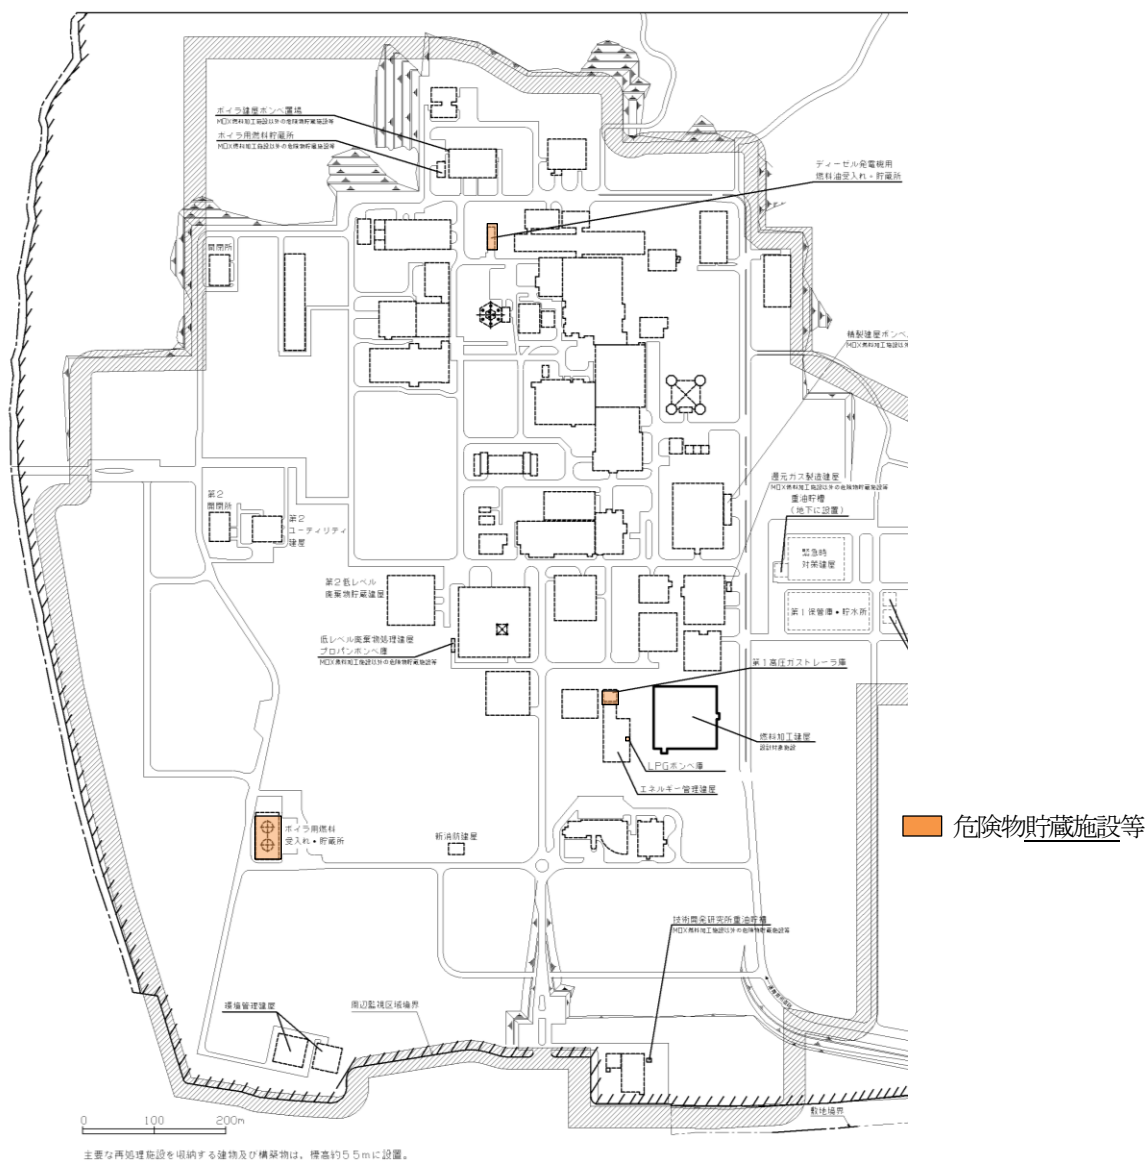 ボイラ建屋ボンベ置場
MOX燃料加工施設以外の危険物貯蔵施設等
ボイラ用燃料貯蔵所
MOX燃料加工施設以外の危険物貯蔵施設等
ディーゼル発電機用
燃料油受入れ・貯蔵所
開閉所
精製建屋ボンベ
MOX燃料加工施設以外
還元ガス製造建屋
MOX燃料加工施設以外の危険物貯蔵施設等
重油貯槽
(地下に設置)
第2
開閉所
第2
ユーティリティ
建屋
緊急時
対策建屋
第2低レベル
廃棄物貯蔵建屋
第1保管庫・貯水所
低レベル廃棄物処理建屋
プロパンボンベ庫
MOX燃料加工施設以外の危険物貯蔵施設等
第1高圧ガストレーラ庫
燃料加工建屋
設計対象施設
LPGボンベ庫
エネルギー管理建屋
危険物貯蔵施設等
ボイラ用燃料
受入れ・貯蔵所
新消防建屋
技術開発研究所重油貯槽
MOX燃料加工施設以外の危険物貯蔵施設等
環境管理建屋
周辺監視区域境界
敷地境界
0 100 200m
主要な再処理施設を収納する建物及び構築物は、標高約55mに設置。